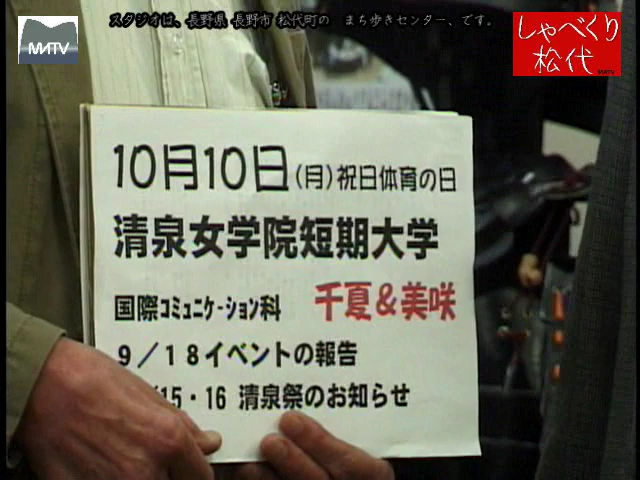 スタジオは、長野県 長野市 松代町の まち歩きセンター、です。
MATV
しゃべくり
松代
MATV
10月10日(月)祝日体育の日
清泉女学院短期大学
国際コミュニケーション科 千夏&美咲
9/18イベントの報告
/15・16 清泉祭のお知らせ